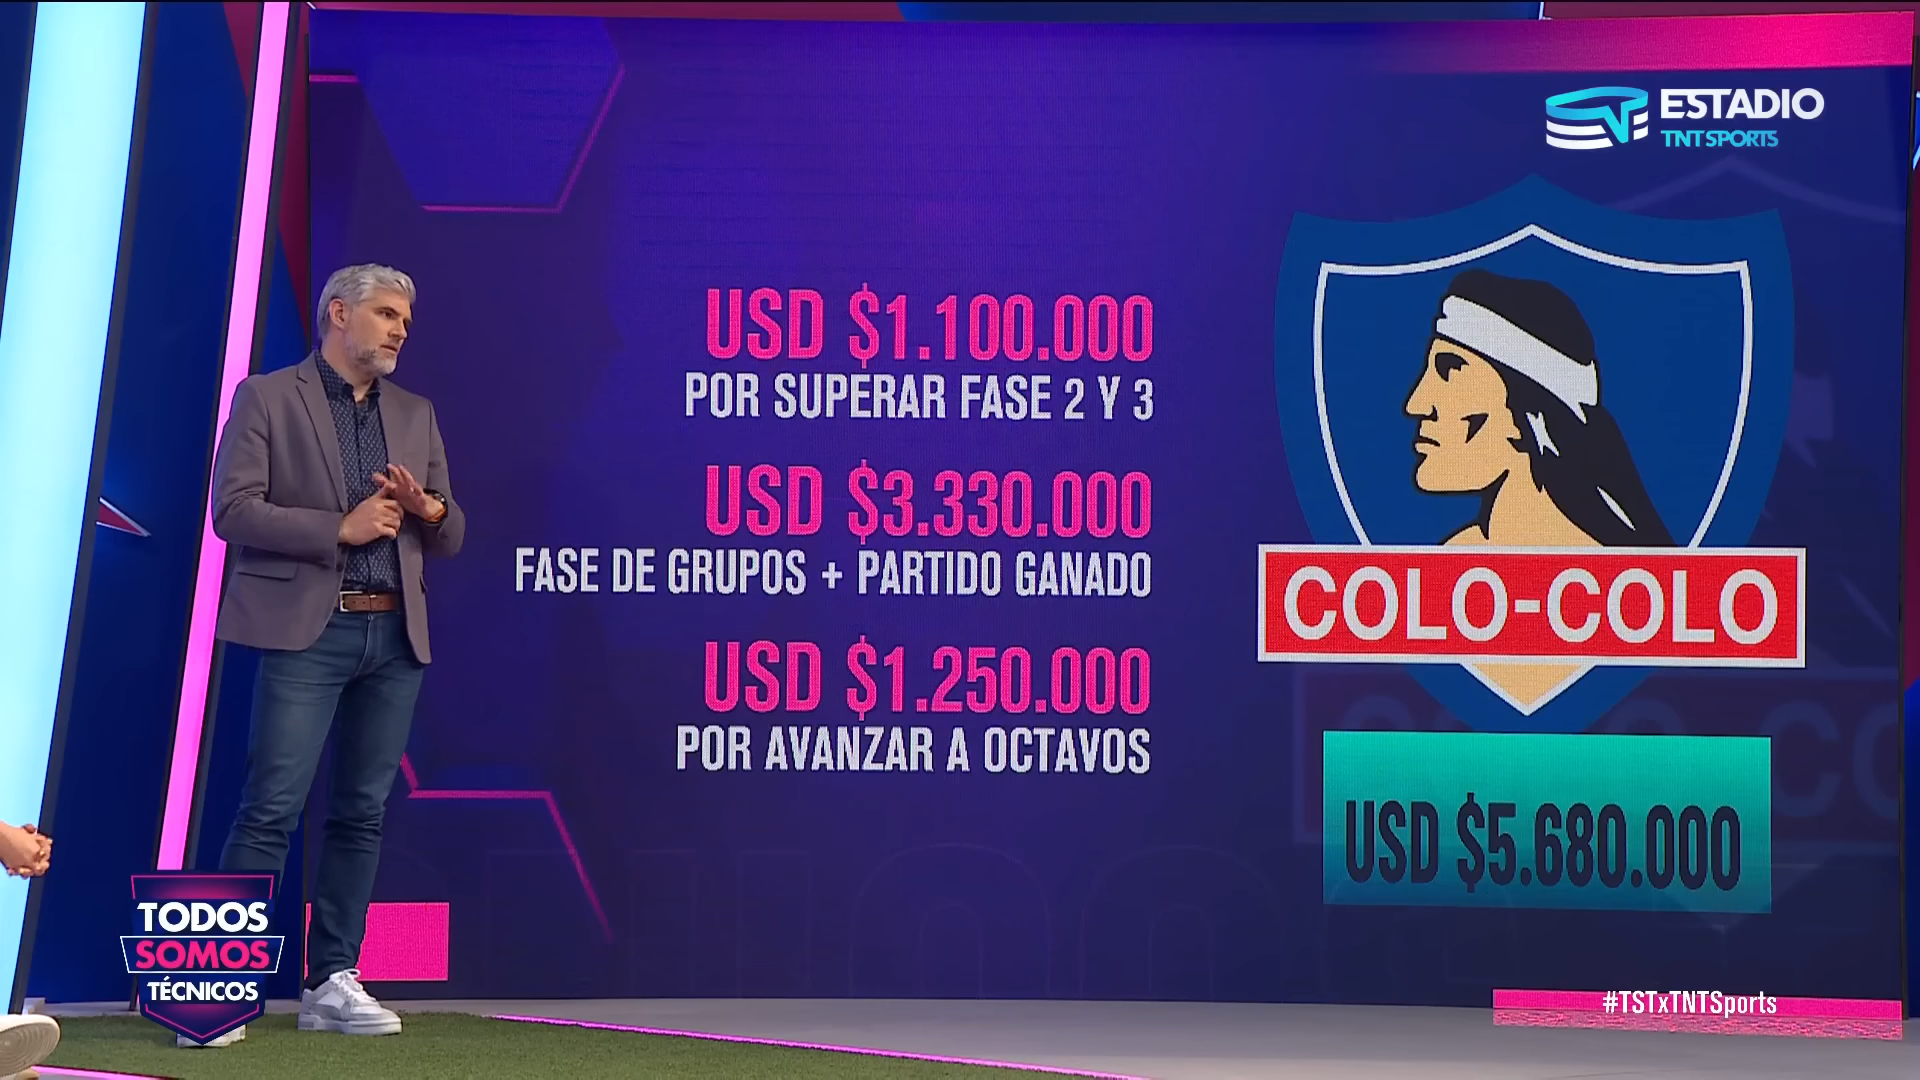 ESTADIO
TNT SPORTS
USD $1.100.000
POR SUPERAR FASE 2 Y 3
USD $3.330.000
FASE DE GRUPOS + PARTIDO GANADO
USD $1.250.000
POR AVANZAR A OCTAVOS
COLO-COLO
USD $5.680.000
TODOS
SOMOS
TÉCNICOS
#TSTxTNTSports